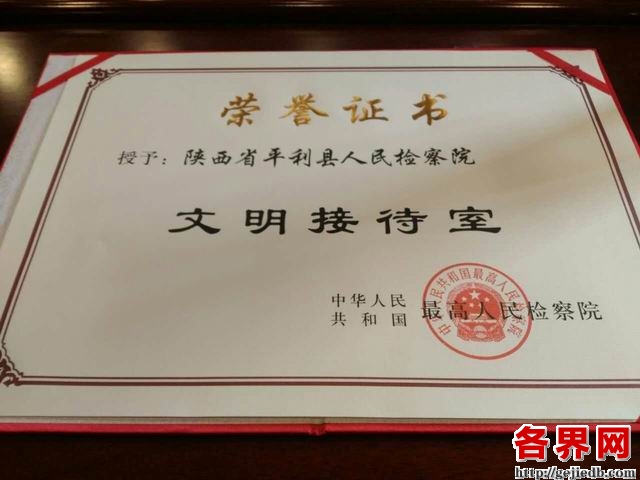 荣誉证书
授予：陕西省平利县人民检察院
文明接待室
中华人民
共和国
最高人民检察院
中华人民共和国最高人民检察院
各界网
http://gejiedb.com/